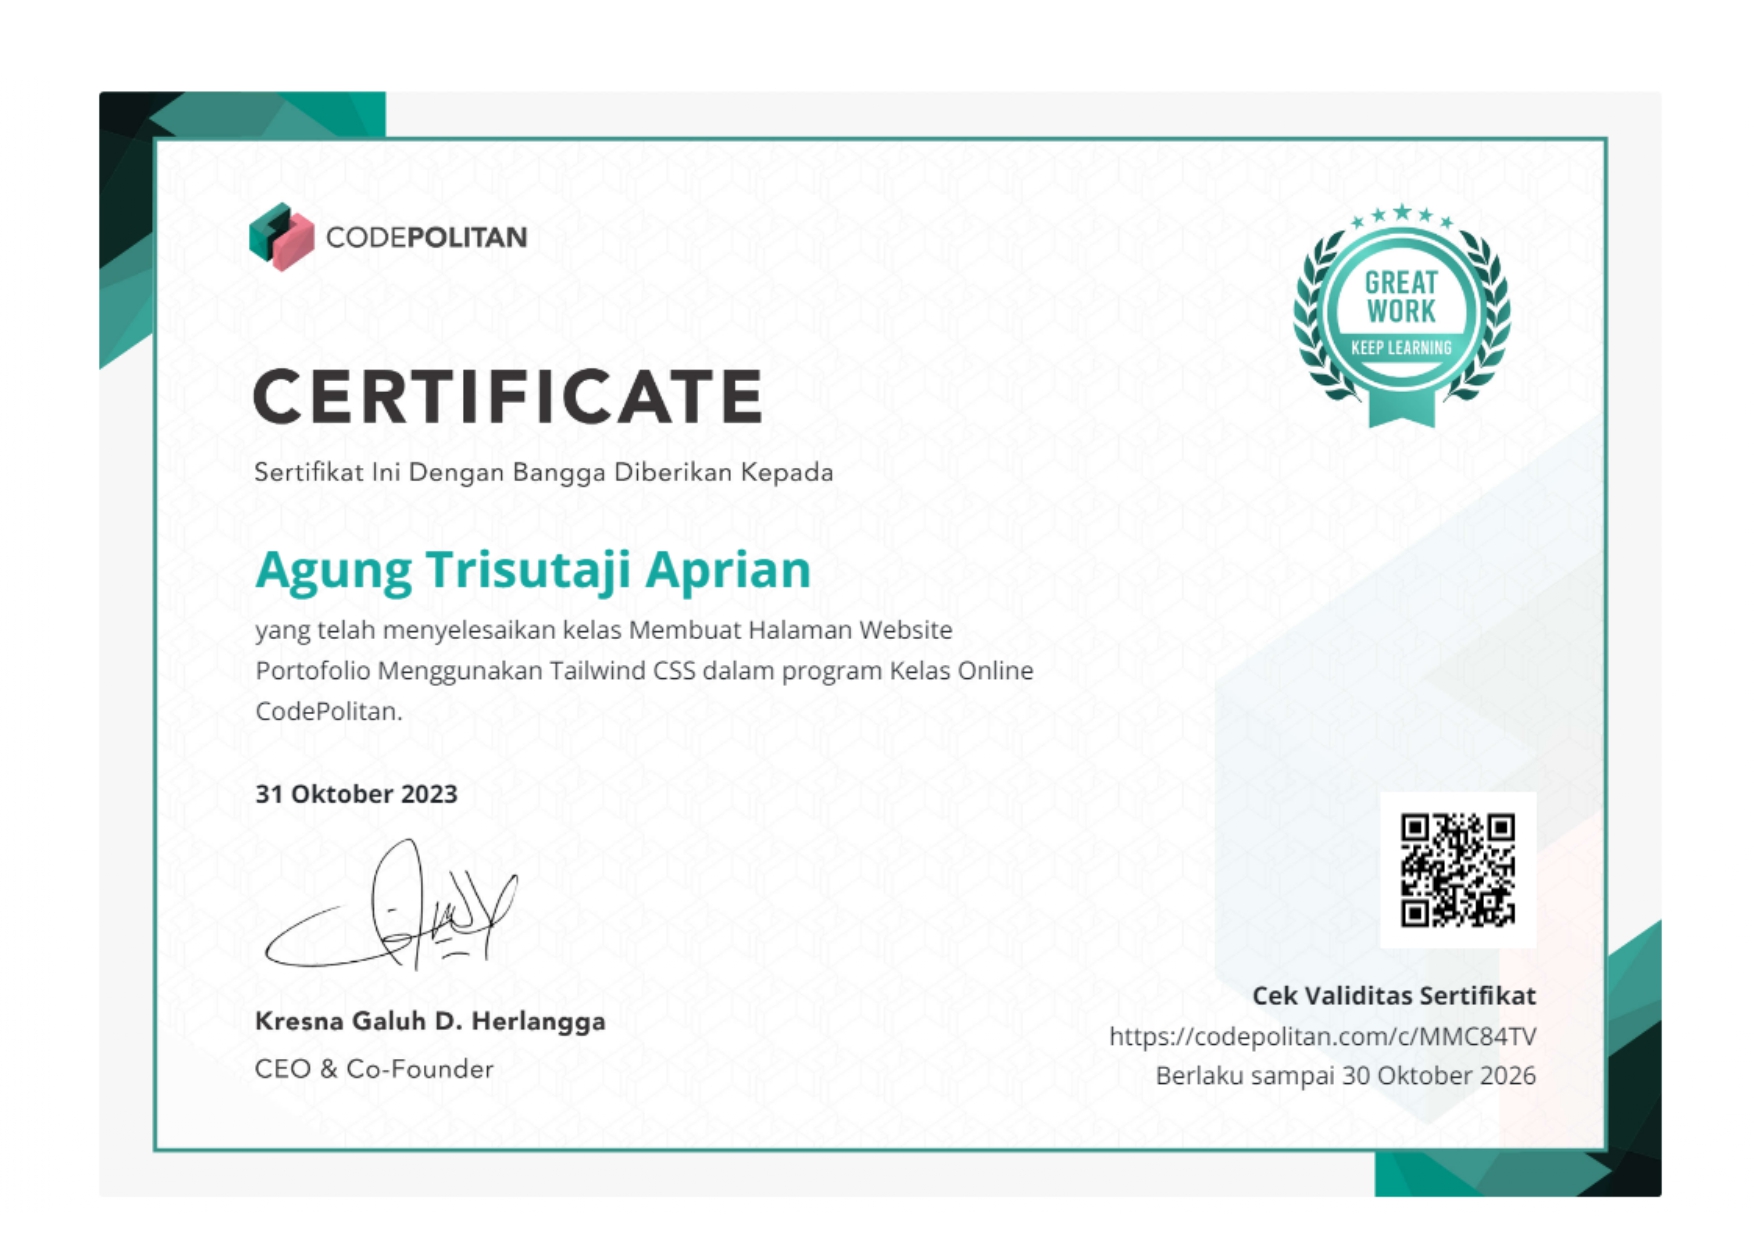 CODEPOLITAN
GREAT
WORK
KEEP LEARNING
CERTIFICATE
Sertifikat Ini Dengan Bangga Diberikan Kepada
Agung Trisutaji Aprian
yang telah menyelesaikan kelas Membuat Halaman Website
Portofolio Menggunakan Tailwind CSS dalam program Kelas Online
CodePolitan.
31 Oktober 2023
Kresna Galuh D. Herlangga
CEO & Co-Founder
Cek Validitas Sertifikat
https://codepolitan.com/c/MMC84TV
Berlaku sampai 30 Oktober 2026